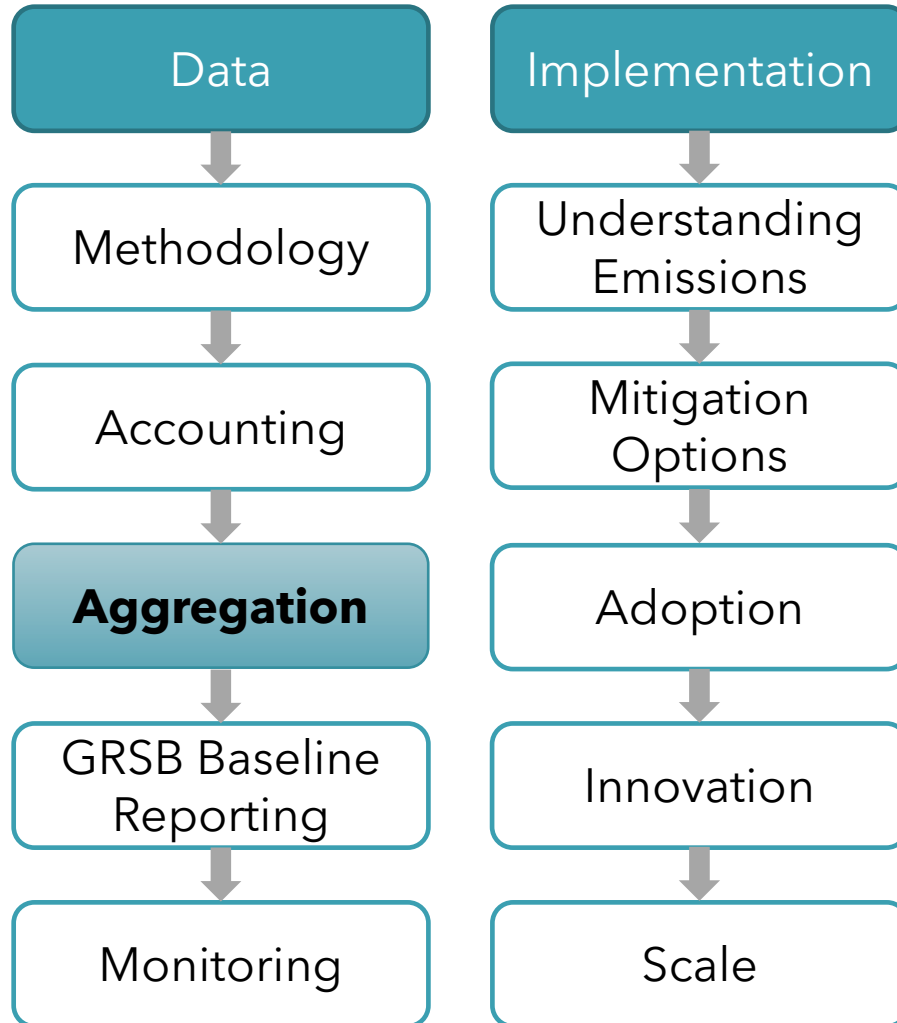 Data
Methodology
Accounting
Aggregation
GRSB Baseline
Reporting
Monitoring
Implementation
Understanding
Emissions
Mitigation
Options
Adoption
Innovation
Scale